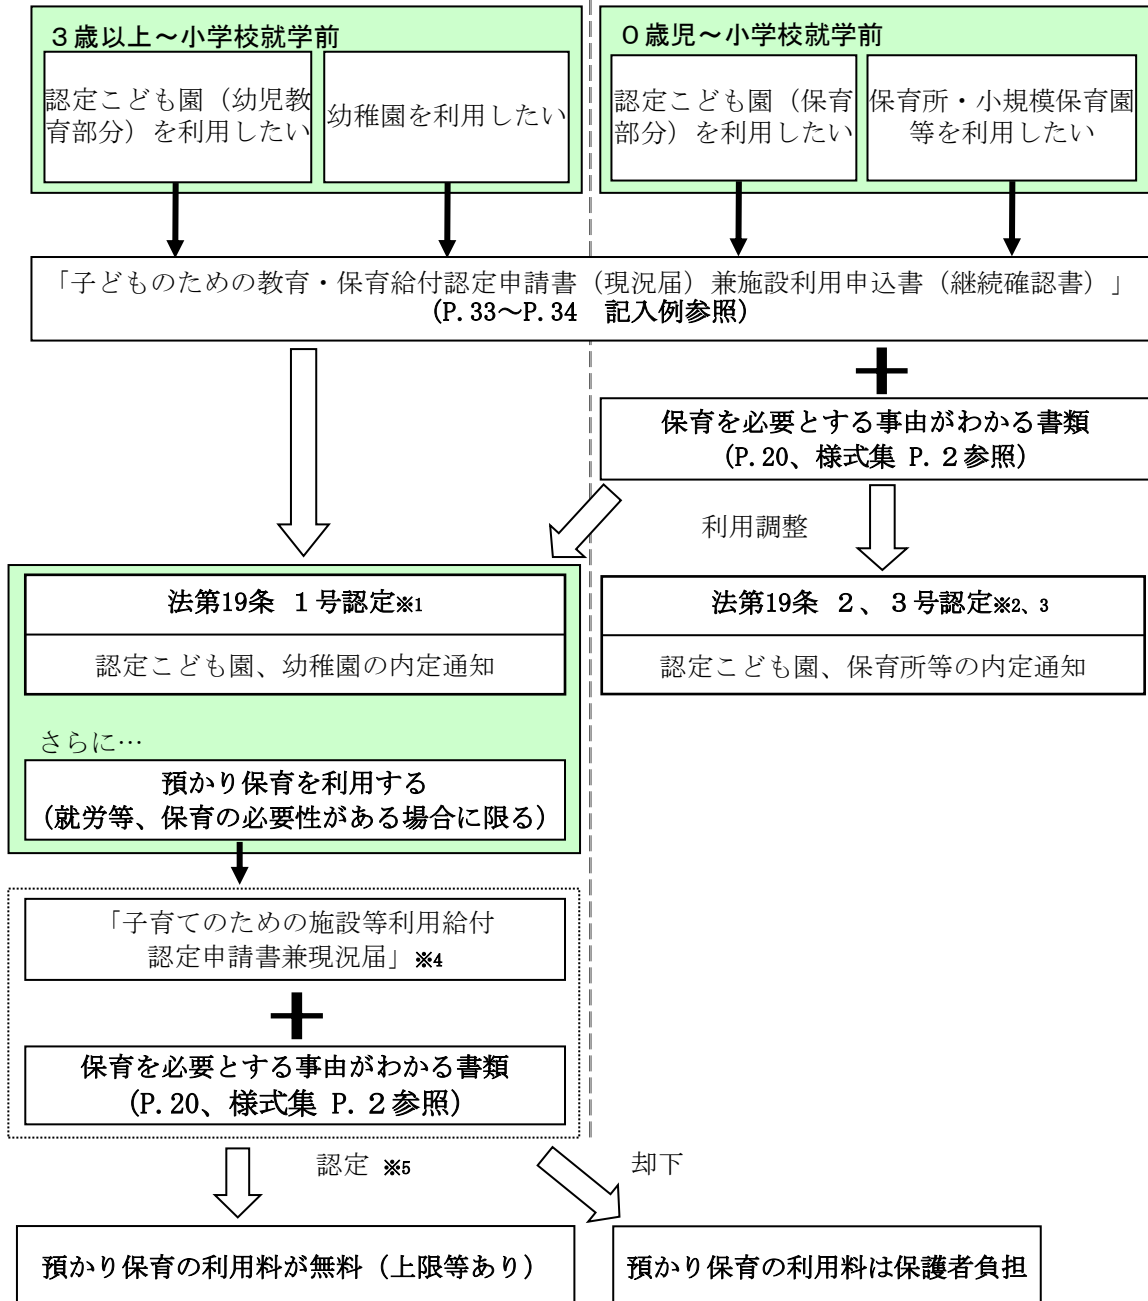 ３歳以上～小学校就学前
認定こども園（幼児教
育部分）を利用したい
幼稚園を利用したい
０歳児～小学校就学前
認定こども園（保育
部分）を利用したい
保育所・小規模保育園
等を利用したい
「子どものための教育・保育給付認定申請書（現況届）兼施設利用申込書（継続確認書）」
(P.33～P.34　記入例参照)
保育を必要とする事由がわかる書類
(P.20、様式集 P.２参照)
利用調整
法第19条 １号認定※1
認定こども園、幼稚園の内定通知
法第19条 ２、３号認定※2、3
認定こども園、保育所等の内定通知
さらに…
預かり保育を利用する
(就労等、保育の必要性がある場合に限る)
「子育てのための施設等利用給付
認定申請書兼現況届」※4
保育を必要とする事由がわかる書類
(P.20、様式集 P.２参照)
認定 ※5
却下
預かり保育の利用料が無料（上限等あり）
預かり保育の利用料は保護者負担